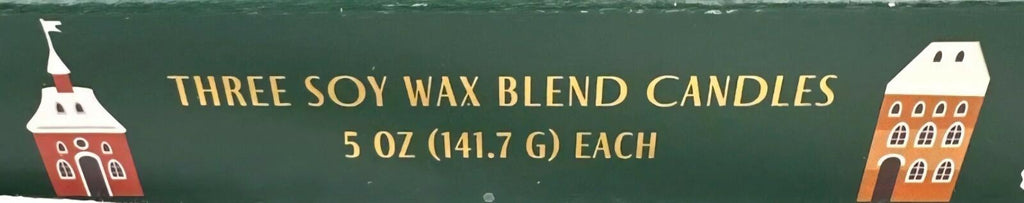 THREE SOY WAX BLEND CANDLES
5 OZ (141.7 G) EACH